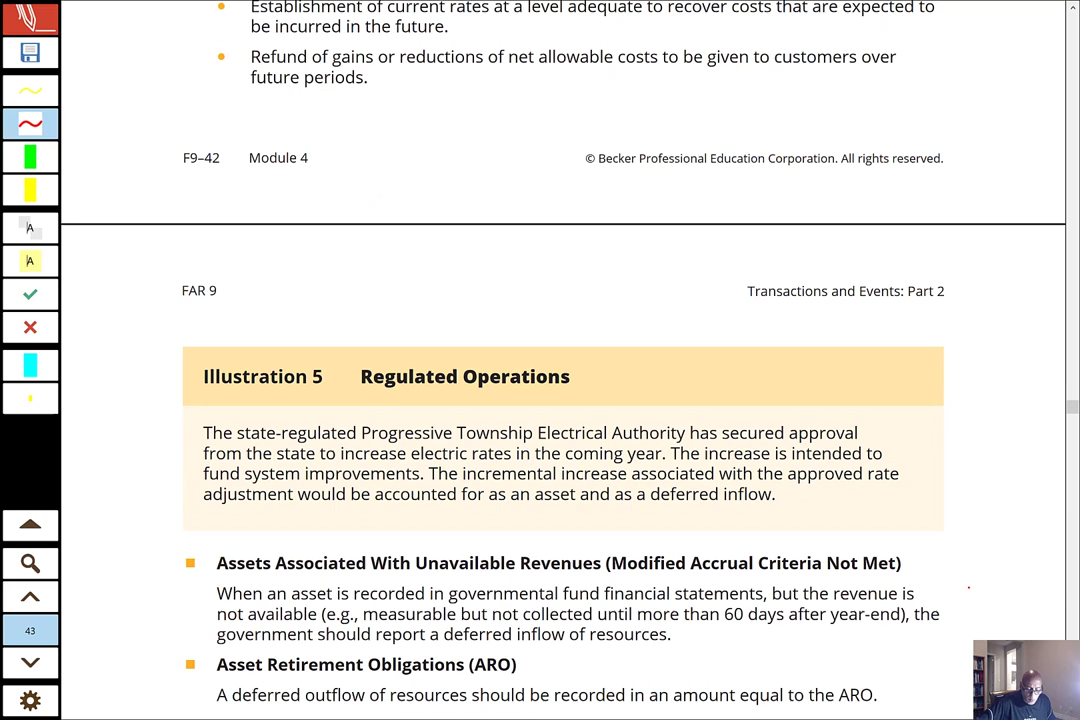 Establishment of current rates at a level adequate to recover costs that are expected to
be incurred in the future.
Refund of gains or reductions of net allowable costs to be given to customers over
future periods.
F9–42 Module 4 © Becker Professional Education Corporation. All rights reserved.
FAR 9 Transactions and Events: Part 2
Illustration 5 Regulated Operations
The state-regulated Progressive Township Electrical Authority has secured approval
from the state to increase electric rates in the coming year. The increase is intended to
fund system improvements. The incremental increase associated with the approved rate
adjustment would be accounted for as an asset and as a deferred inflow.
Assets Associated With Unavailable Revenues (Modified Accrual Criteria Not Met)
When an asset is recorded in governmental fund financial statements, but the revenue is
not available (e.g., measurable but not collected until more than 60 days after year-end), the
government should report a deferred inflow of resources.
Asset Retirement Obligations (ARO)
A deferred outflow of resources should be recorded in an amount equal to the ARO.
A
A
43